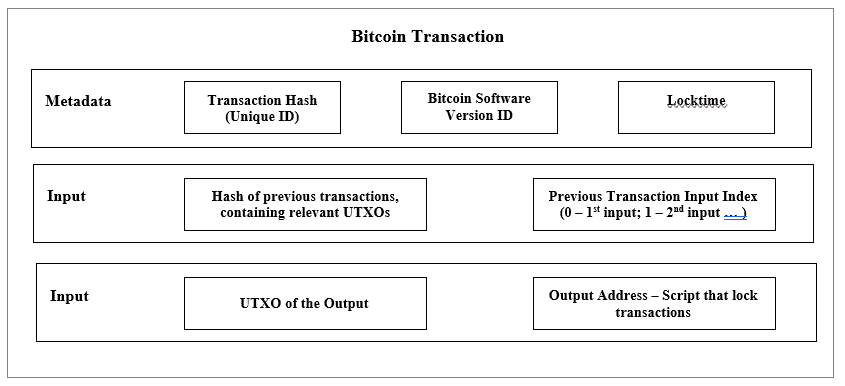 Bitcoin Transaction
Metadata
Transaction Hash
(Unique ID)
Bitcoin Software
Version ID
Locktime
Input
Hash of previous transactions,
containing relevant UTXOs
Previous Transaction Input Index
(0 – 1st input; 1 – 2nd input … )
Input
UTXO of the Output
Output Address – Script that lock
transactions